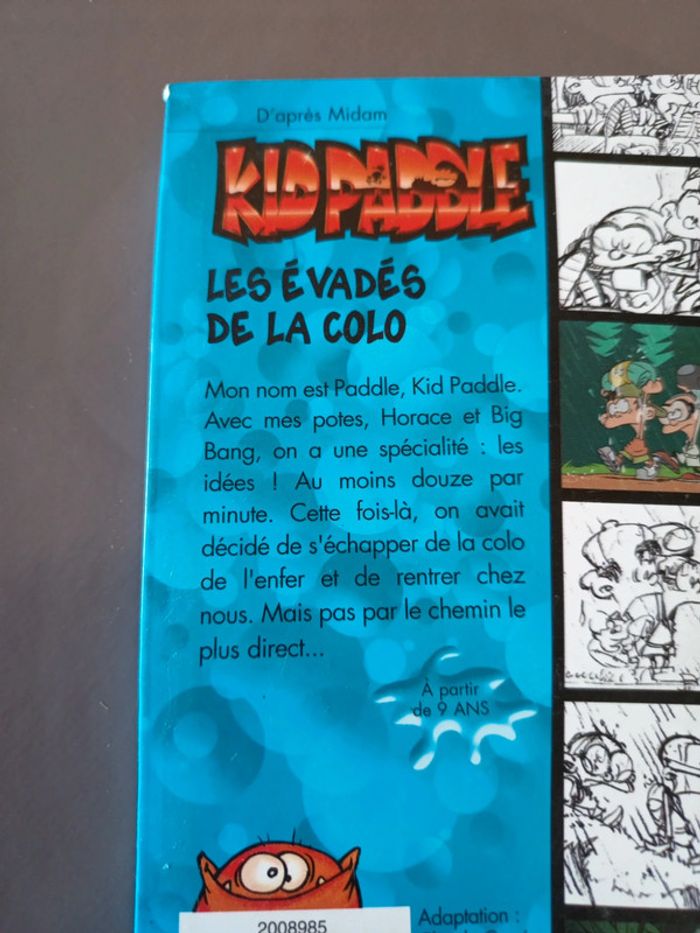 D'après Midam
KID PADDLE
LES ÉVADÉS
DE LA COLO
Mon nom est Paddle, Kid Paddle.
Avec mes potes, Horace et Big
Bang, on a une spécialité : les
idées ! Au moins douze par
minute. Cette fois-là, on avait
décidé de s'échapper de la colo
de l'enfer et de rentrer chez
nous. Mais pas par le chemin le
plus direct...
À partir
de 9 ANS
2008985
Adaptation :